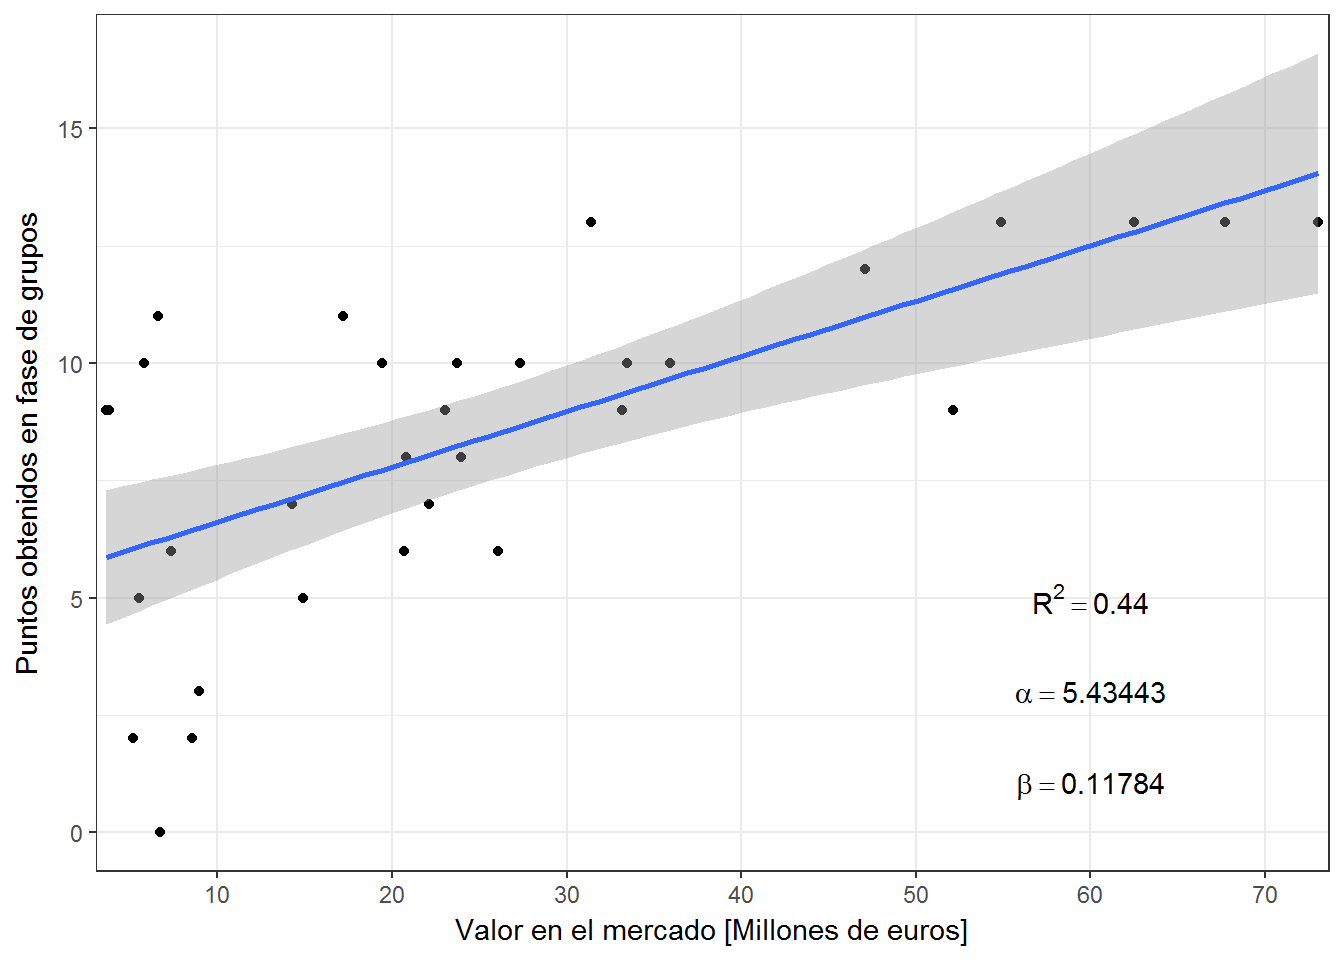 Puntos obtenidos en fase de grupos
15
10
5
0
R² = 0.44
α = 5.43443
β = 0.11784
10 20 30 40 50 60 70
Valor en el mercado [Millones de euros]